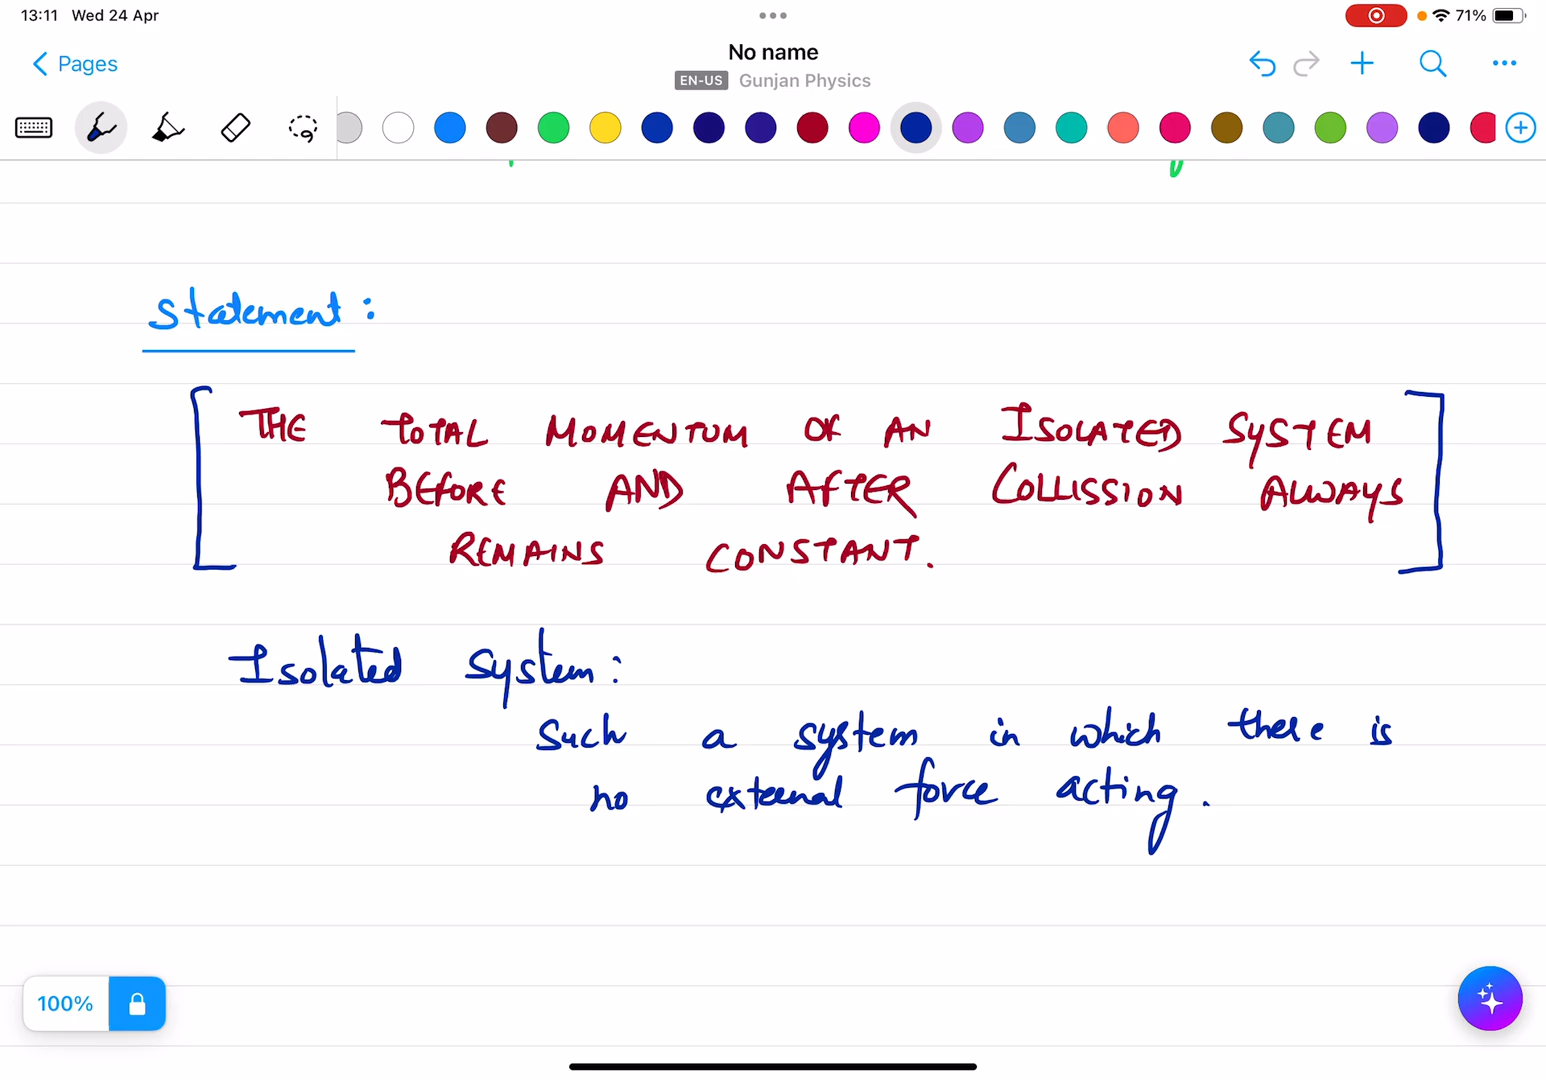 13:11 Wed 24 Apr
71%
Pages
No name
EN-US Gunjan Physics
Statement:
THE TOTAL MOMENTUM OF AN ISOLATED SYSTEM
BEFORE AND AFTER COLLISSION ALWAYS
REMAINS CONSTANT.
Isolated system:
Such a system in which there is
no external force acting.
100%